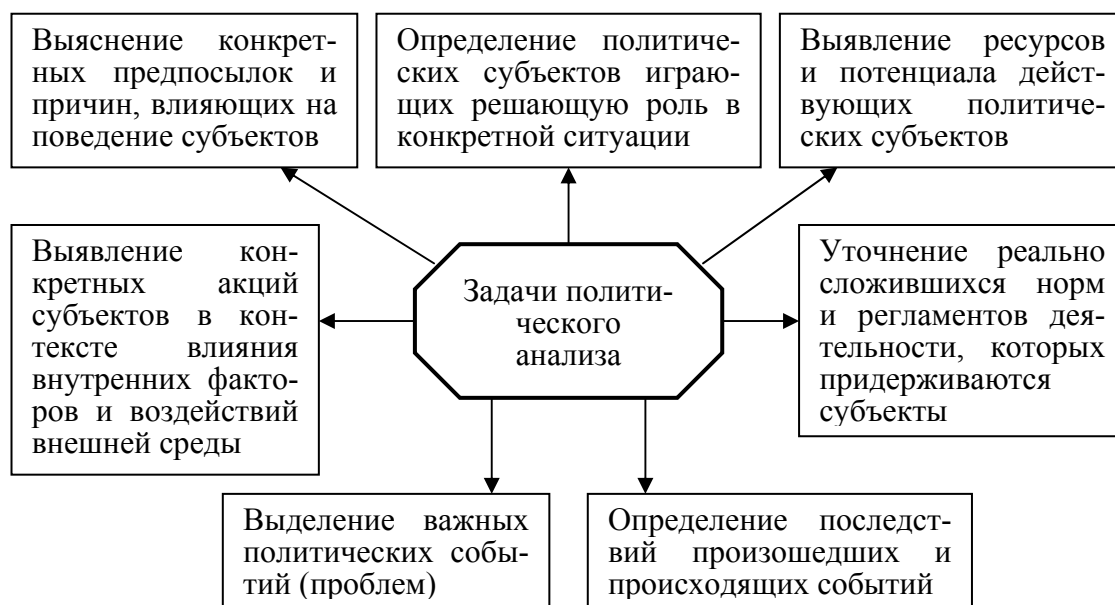 Выяснение конкрет-
ных предпосылок и
причин, влияющих на
поведение субъектов
Определение политиче-
ских субъектов играю-
щих решающую роль в
конкретной ситуации
Выявление ресурсов
и потенциала дейст-
вующих политиче-
ских субъектов
Выявление кон-
кретных акций
субъектов в кон-
тексте влияния
внутренних факто-
ров и воздействий
внешней среды
Задачи полити-
ческого
анализа
Уточнение реально
сложившихся норм
и регламентов дея-
тельности, которых
придерживаются
субъекты
Выделение важных
политических собы-
тий (проблем)
Определение последст-
вий произошедших и
происходящих событий